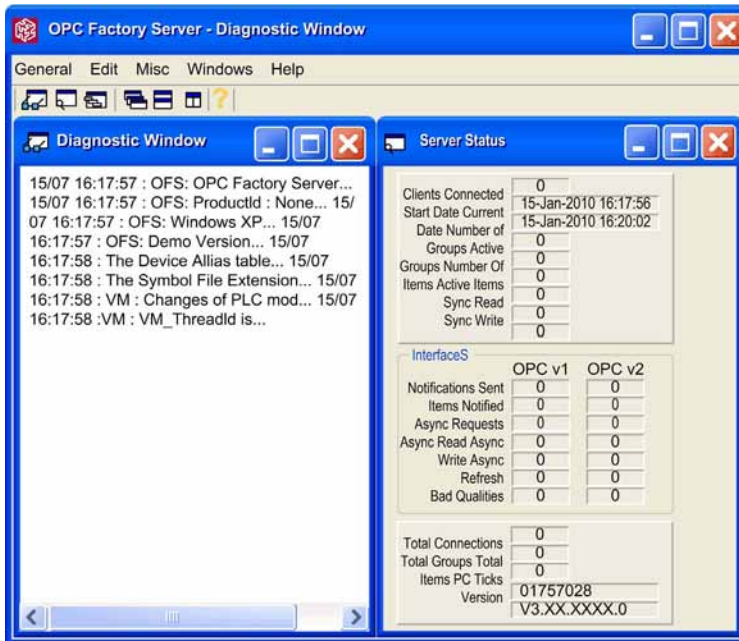 OPC Factory Server - Diagnostic Window
General Edit Misc Windows Help
Diagnostic Window
15/07 16:17:57 : OFS: OPC Factory Server...
15/07 16:17:57 : OFS: ProductId : None... 15/
07 16:17:57 : OFS: Windows XP... 15/07
16:17:57 : OFS: Demo Version... 15/07
16:17:58 : The Device Allias table... 15/07
16:17:58 : The Symbol File Extension... 15/07
16:17:58 : VM : Changes of PLC mod... 15/07
16:17:58 :VM : VM_ThreadId is...
Server Status
Clients Connected 0
Start Date Current 15-Jan-2010 16:17:56
Date Number of 15-Jan-2010 16:20:02
Groups Active 0
Groups Number Of 0
Items Active Items 0
Sync Read 0
Sync Write 0
0
InterfaceS
OPC v1 OPC v2
Notifications Sent 0 0
Items Notified 0 0
Async Requests 0 0
Async Read Async 0 0
Write Async 0 0
Refresh 0 0
Bad Qualities 0 0
Total Connections 0
Total Groups Total 0
Items PC Ticks 0
Version 01757028
V3.XX.XXXX.0